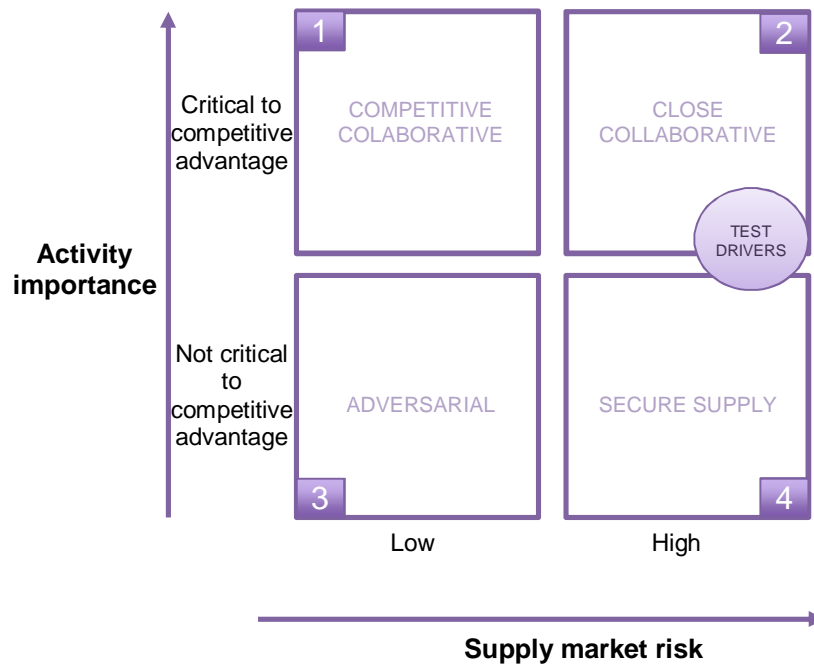 1
2
Critical to
competitive
advantage
COMPETITIVE
COLABORATIVE
CLOSE
COLLABORATIVE
TEST
DRIVERS
Activity
importance
Not critical
to
competitive
advantage
ADVERSARIAL
SECURE SUPPLY
3
4
Low
High
Supply market risk